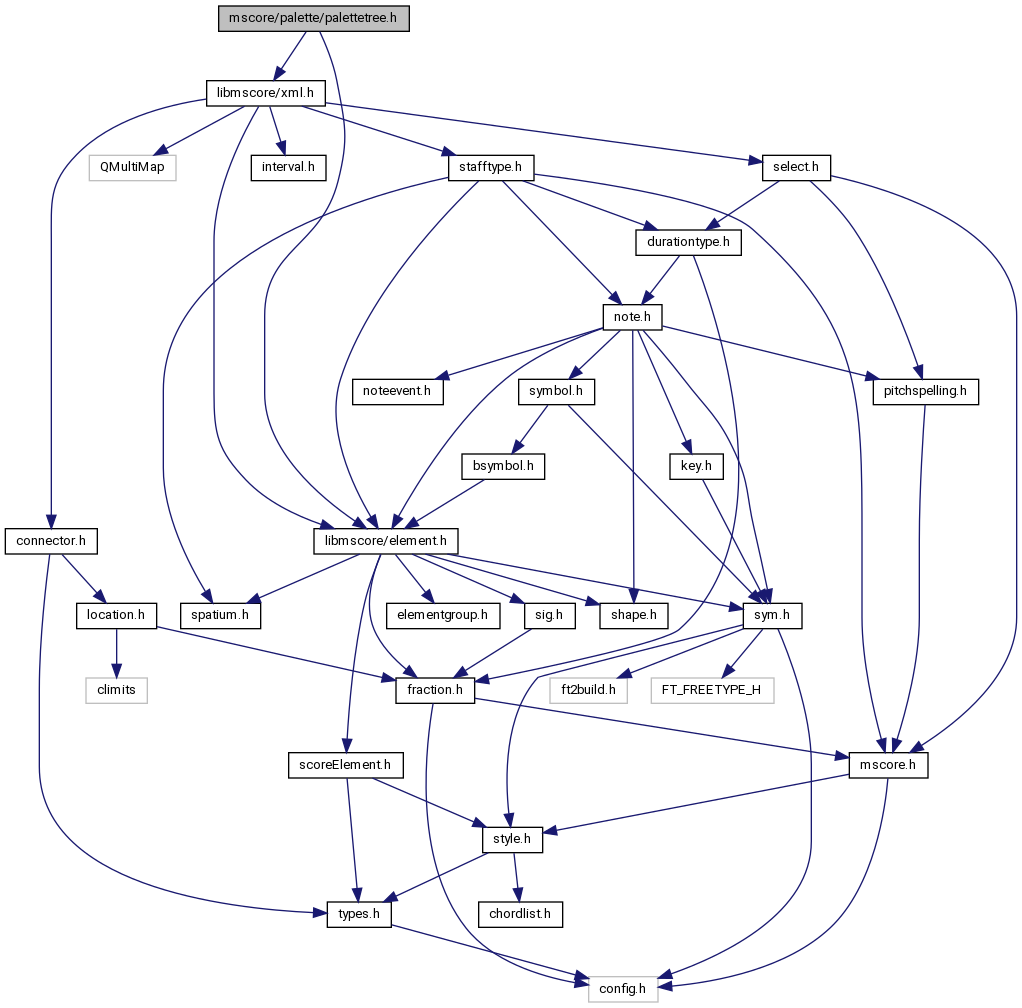 mscore/palette/palettetree.h
libmscore/xml.h
QMultiMap
interval.h
stafftype.h
select.h
durationtype.h
note.h
noteevent.h
symbol.h
pitchspelling.h
bsymbol.h
key.h
connector.h
libmscore/element.h
location.h
spatium.h
elementgroup.h
sig.h
shape.h
sym.h
climits
fraction.h
ft2build.h
FT_FREETYPE_H
scoreElement.h
mscore.h
style.h
types.h
chordlist.h
config.h